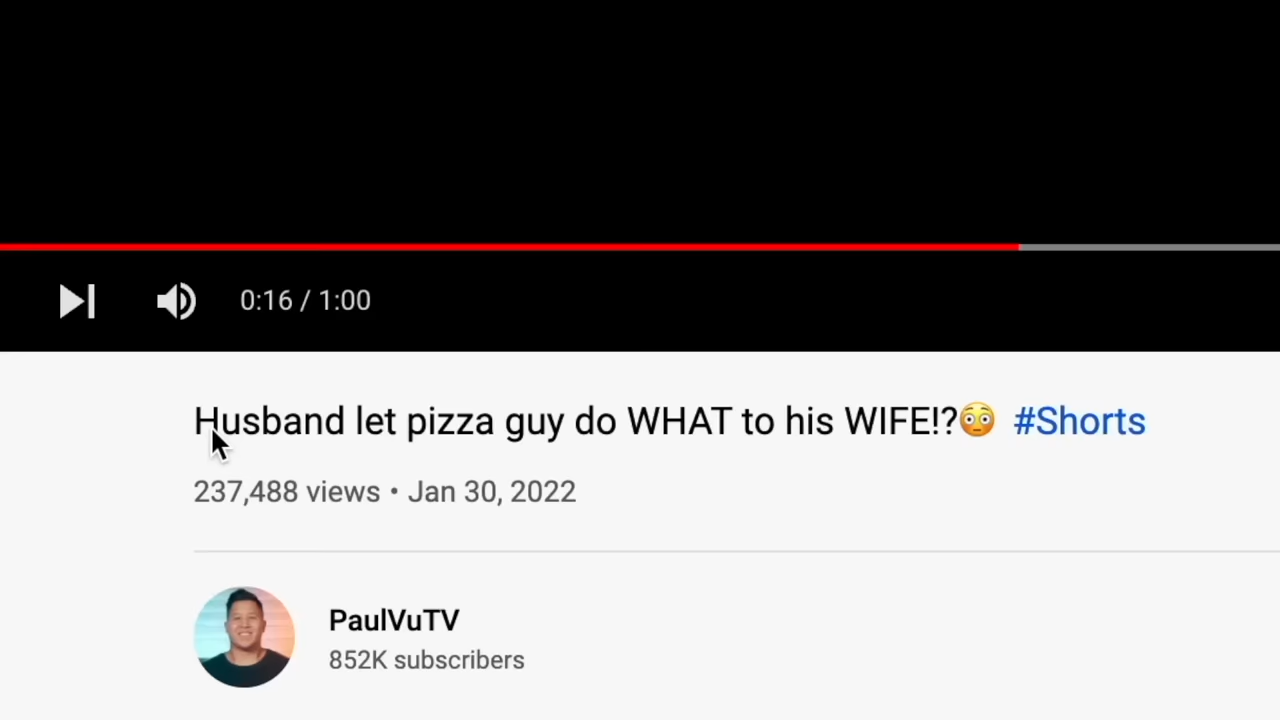 0:16 / 1:00
Husband let pizza guy do WHAT to his WIFE!?😳 #Shorts
237,488 views • Jan 30, 2022
PaulVuTV
852K subscribers